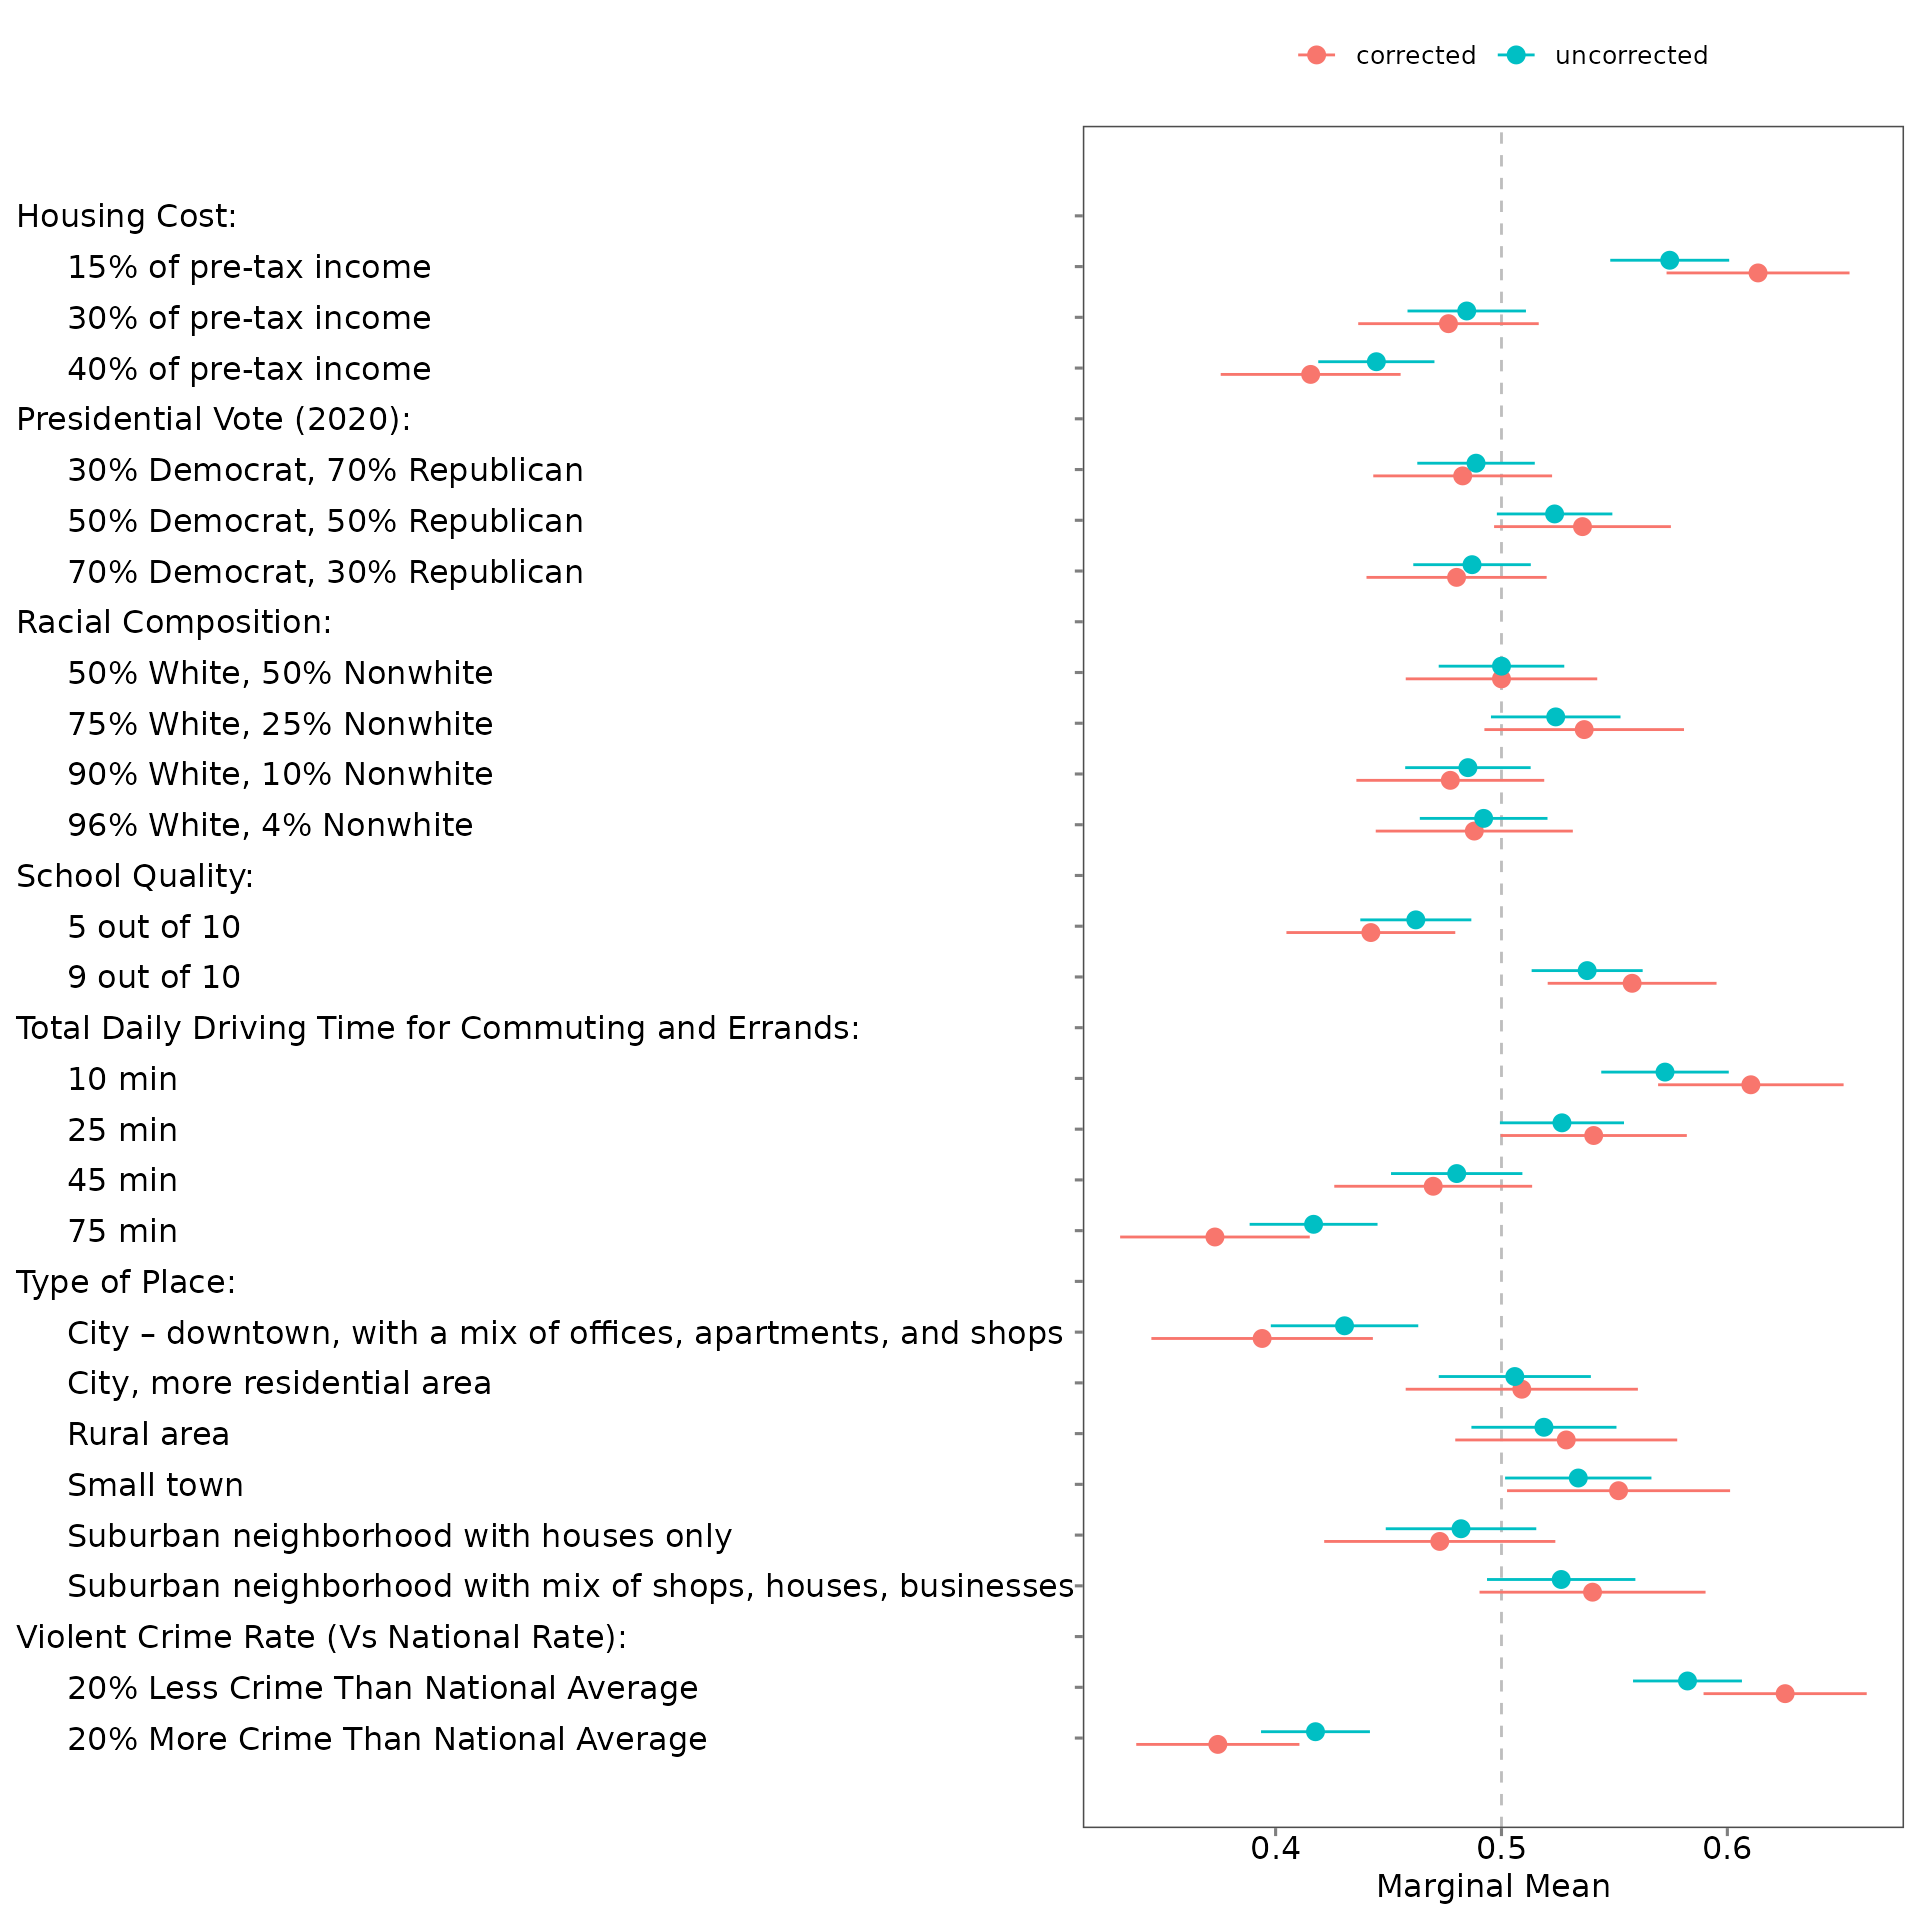 corrected uncorrected
Housing Cost:
15% of pre-tax income
30% of pre-tax income
40% of pre-tax income
Presidential Vote (2020):
30% Democrat, 70% Republican
50% Democrat, 50% Republican
70% Democrat, 30% Republican
Racial Composition:
50% White, 50% Nonwhite
75% White, 25% Nonwhite
90% White, 10% Nonwhite
96% White, 4% Nonwhite
School Quality:
5 out of 10
9 out of 10
Total Daily Driving Time for Commuting and Errands:
10 min
25 min
45 min
75 min
Type of Place:
City – downtown, with a mix of offices, apartments, and shops
City, more residential area
Rural area
Small town
Suburban neighborhood with houses only
Suburban neighborhood with mix of shops, houses, businesses
Violent Crime Rate (Vs National Rate):
20% Less Crime Than National Average
20% More Crime Than National Average
0.4 0.5 0.6
Marginal Mean